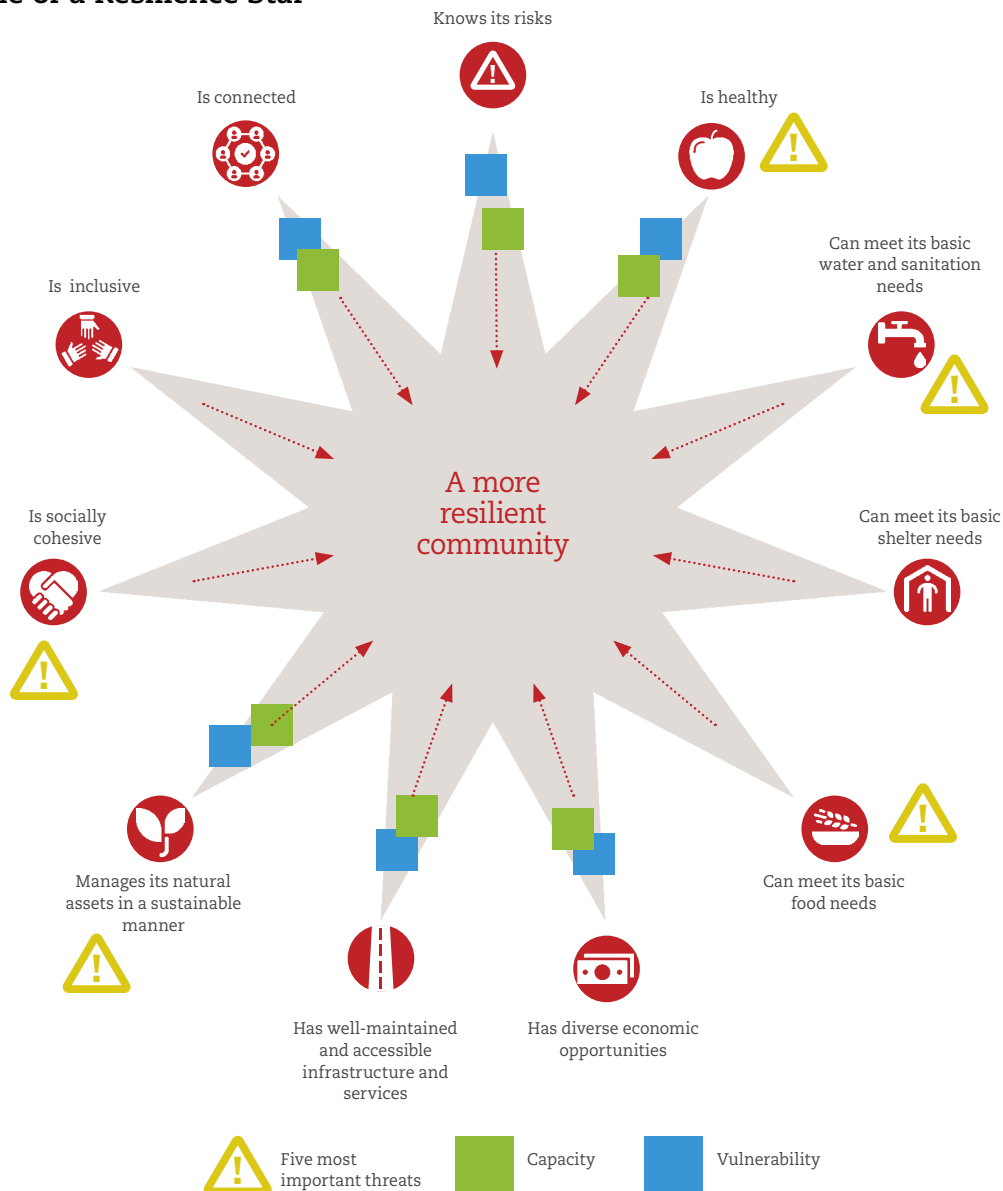 of a Resilience Star
Knows its risks
Is connected
Is healthy
Can meet its basic
water and sanitation
needs
Is inclusive
A more
resilient
community
Is socially
cohesive
Can meet its basic
shelter needs
Manages its natural
assets in a sustainable
manner
Can meet its basic
food needs
Has well-maintained
and accessible
infrastructure and
services
Has diverse economic
opportunities
Five most
important threats
Capacity
Vulnerability